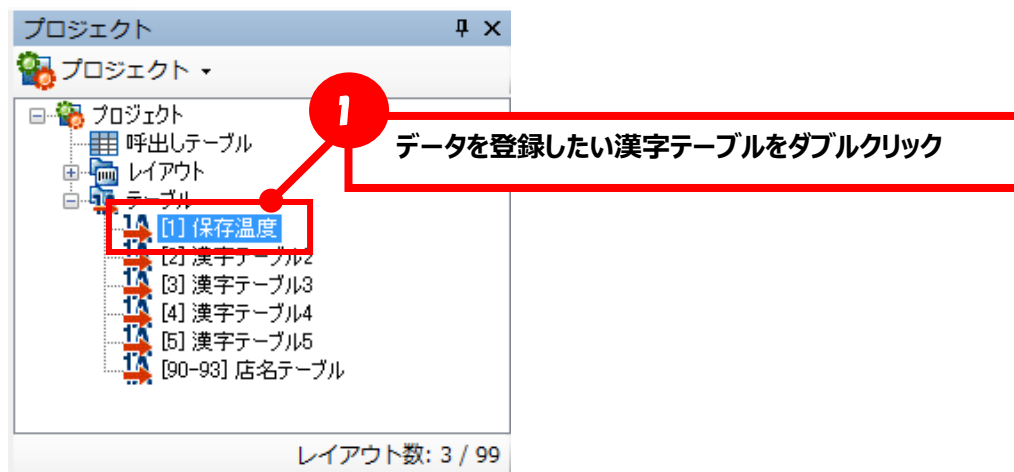 プロジェクト
プロジェクト
プロジェクト
1
呼出しテーブル
データを登録したい漢字テーブルをダブルクリック
レイアウト
テーブル
[1] 保存温度
[2] 漢字テーブル2
[3] 漢字テーブル3
[4] 漢字テーブル4
[5] 漢字テーブル5
[90-93] 店名テーブル
レイアウト数: 3 / 99